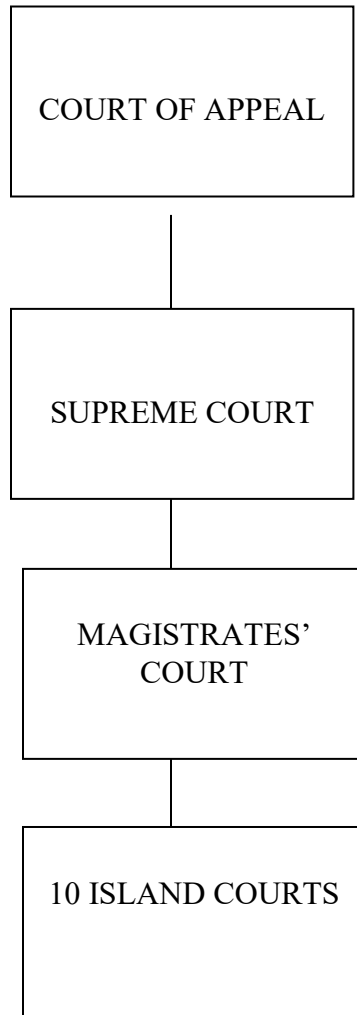 COURT OF APPEAL
SUPREME COURT
MAGISTRATES’
COURT
10 ISLAND COURTS